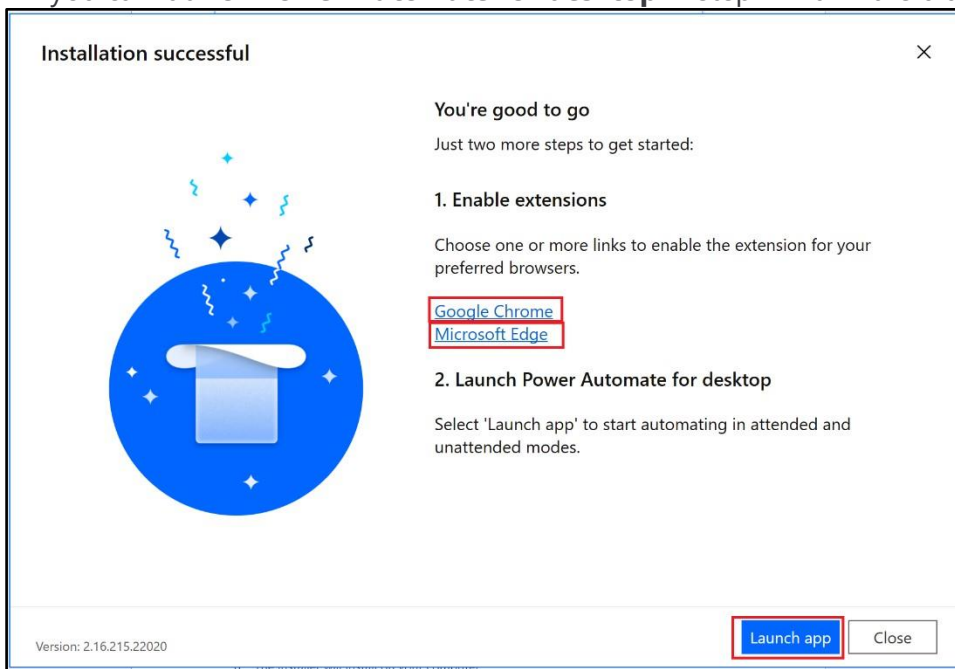 Installation successful
You're good to go
Just two more steps to get started:
1. Enable extensions
Choose one or more links to enable the extension for your
preferred browsers.
Google Chrome
Microsoft Edge
2. Launch Power Automate for desktop
Select 'Launch app' to start automating in attended and
unattended modes.
Version: 2.16.215.22020
Launch app
Close